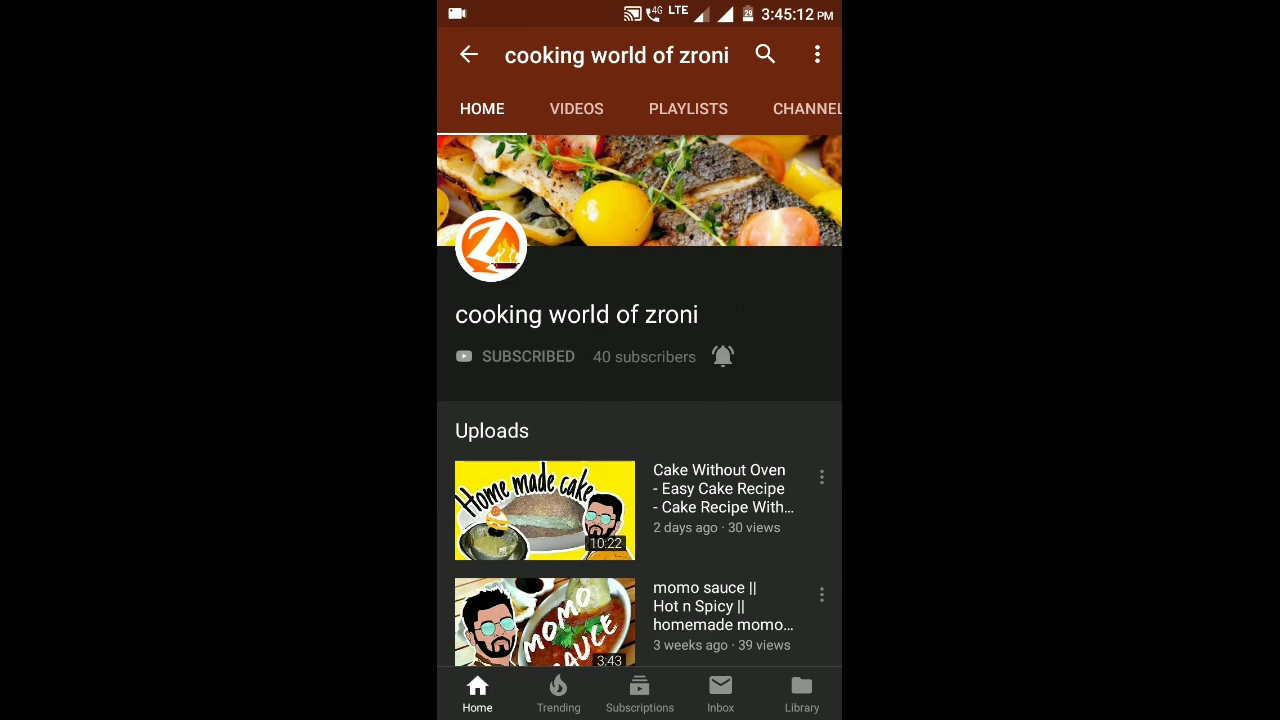 4G LTE 29 3:45:12 PM
cooking world of zroni
HOME VIDEOS PLAYLISTS CHANNEL
Z
cooking world of zroni
SUBSCRIBED 40 subscribers
Uploads
Home made cake
10:22
Cake Without Oven
- Easy Cake Recipe
- Cake Recipe With...
2 days ago · 30 views
MOMO
SAUCE
3:43
momo sauce ||
Hot n Spicy ||
homemade momo...
3 weeks ago · 39 views
Home Trending Subscriptions Inbox Library